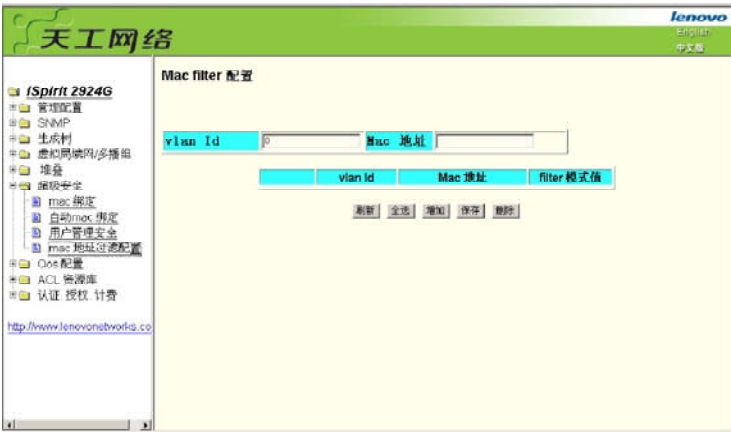 天工网络
lenovo
English
中文版
iSpirit 2924G
管理配置
SNMP
生成树
虚拟局域网/多播组
堆叠
超级安全
mac 绑定
自动mac 绑定
用户管理安全
mac 地址过滤配置
Qos 配置
ACL 资源库
认证 授权 计费
http://www.lenovonetworks.co
Mac filter 配置
vlan Id 0 Mac 地址
vlan Id Mac 地址 filter 模式值
刷新 全选 增加 保存 删除